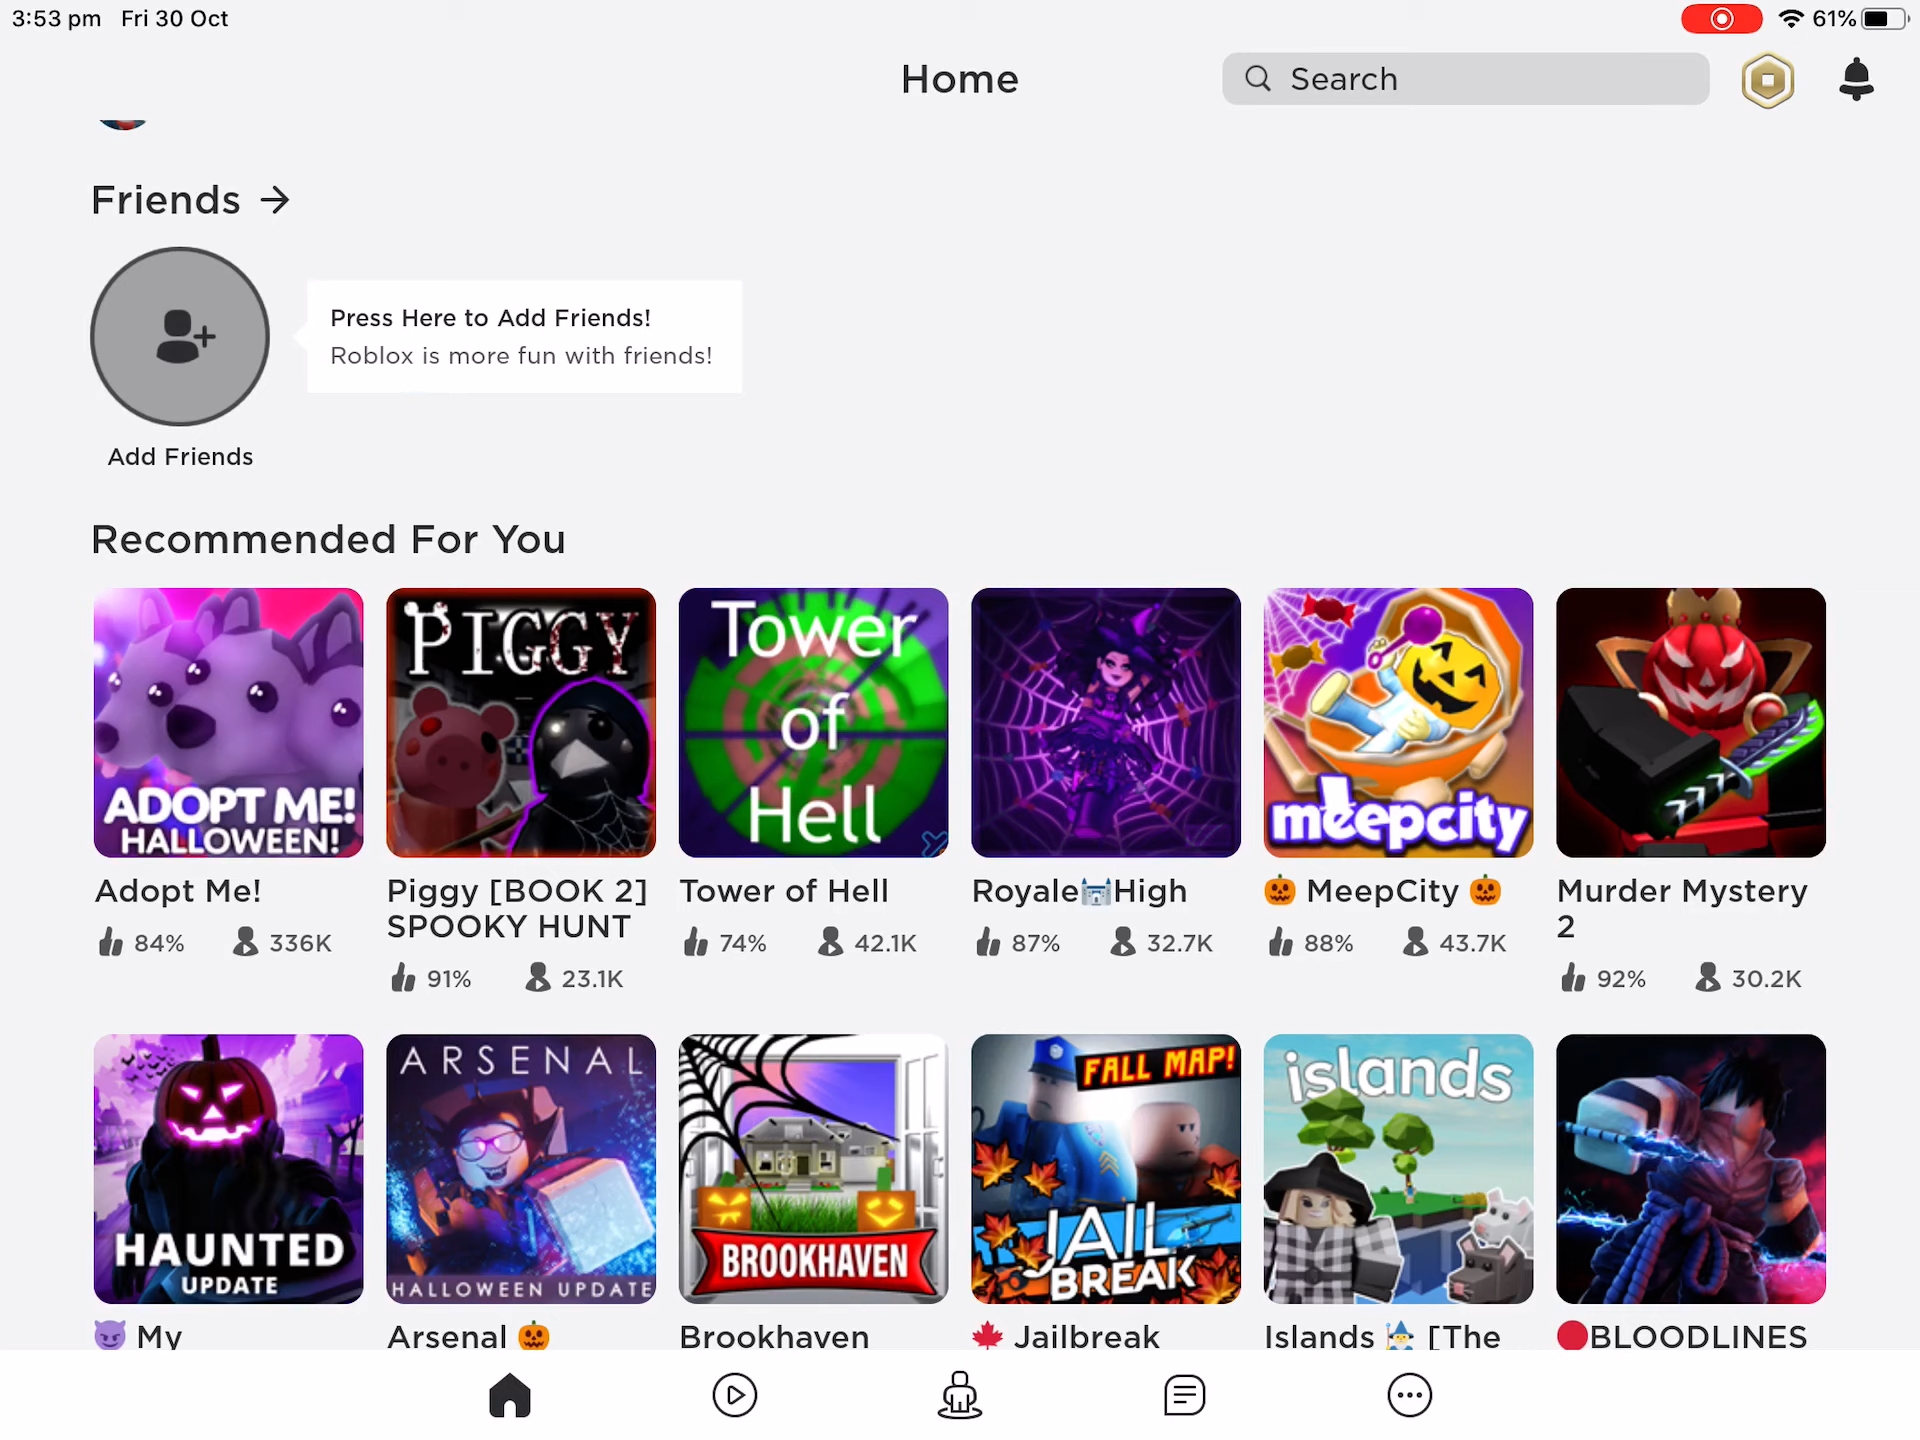 3:53 pm Fri 30 Oct
61%
Home
Search
Friends →
Press Here to Add Friends!
Roblox is more fun with friends!
Add Friends
Recommended For You
ADOPT ME!
HALLOWEEN!
PIGGY
Tower
of
Hell
meepcity
Adopt Me!
84% 336K
Piggy [BOOK 2]
SPOOKY HUNT
91% 23.1K
Tower of Hell
74% 42.1K
Royale🏰High
87% 32.7K
🎃 MeepCity 🎃
88% 43.7K
Murder Mystery
2
92% 30.2K
HAUNTED
UPDATE
ARSENAL
HALLOWEEN UPDATE
BROOKHAVEN
FALL MAP!
JAIL
BREAK
islands
😈 My
Arsenal 🎃
Brookhaven
🍁 Jailbreak
Islands 🧙‍♂️ [The
🔴BLOODLINES